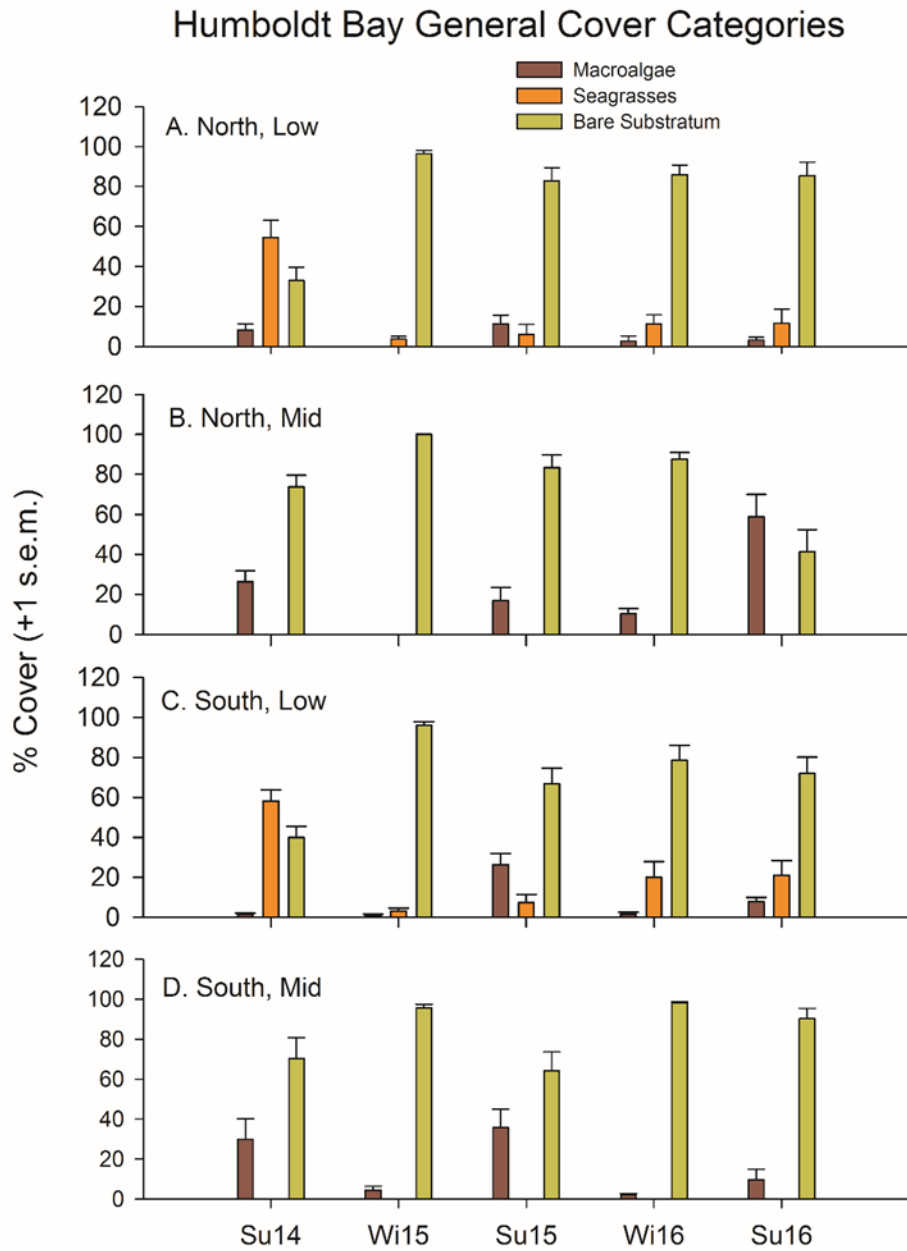 Humboldt Bay General Cover Categories
Macroalgae
Seagrasses
Bare Substratum
% Cover (+1 s.e.m.)
A. North, Low
120
100
80
60
40
20
0
B. North, Mid
120
100
80
60
40
20
0
C. South, Low
120
100
80
60
40
20
0
D. South, Mid
120
100
80
60
40
20
0
Su14 Wi15 Su15 Wi16 Su16